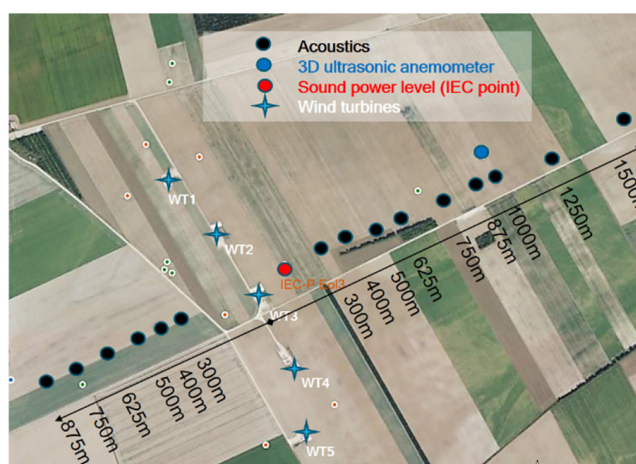 Acoustics
3D ultrasonic anemometer
Sound power level (IEC point)
Wind turbines
WT1
WT2
IEC-P Epl3
WT3
WT4
WT5
1500m
1250m
1000m
875m
750m
625m
500m
400m
300m
300m
400m
500m
625m
750m
875m